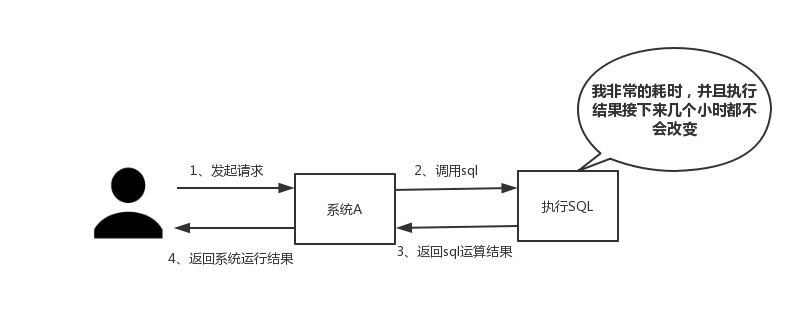 我非常的耗时，并且执行
结果接下来几个小时都不
会改变
1、发起请求
2、调用sql
系统A
执行SQL
4、返回系统运行结果
3、返回sql运算结果